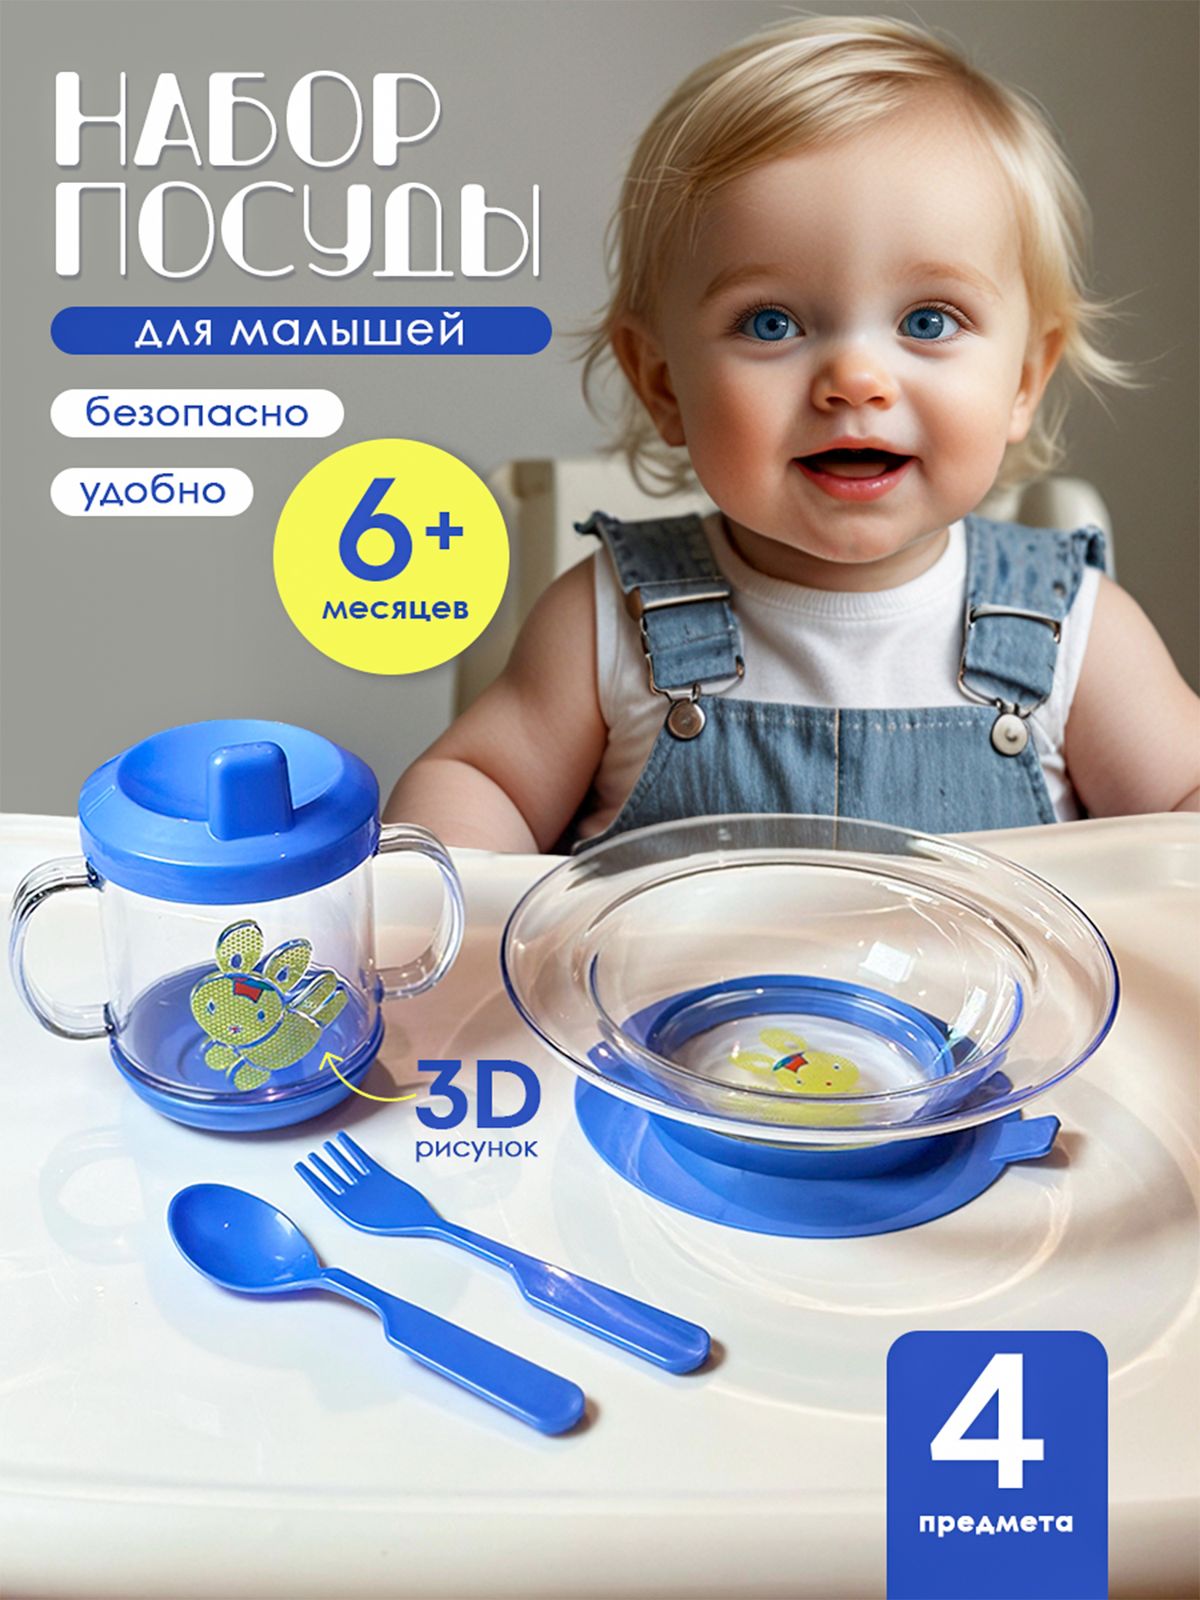 НАБОР
ПОСУДЫ
для малышей
безопасно
удобно
6+
месяцев
3D
рисунок
4
предмета